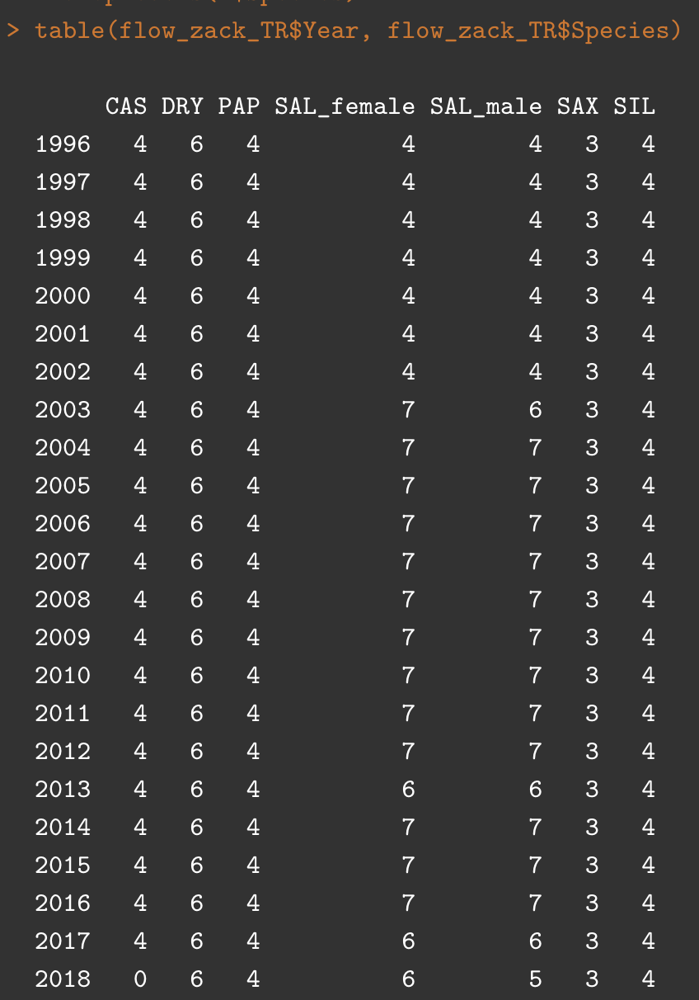 > table(flow_zack_TR$Year, flow_zack_TR$Species)
CAS DRY PAP SAL_female SAL_male SAX SIL
1996 4 6 4 4 4 3 4
1997 4 6 4 4 4 3 4
1998 4 6 4 4 4 3 4
1999 4 6 4 4 4 3 4
2000 4 6 4 4 4 3 4
2001 4 6 4 4 4 3 4
2002 4 6 4 4 4 3 4
2003 4 6 4 7 6 3 4
2004 4 6 4 7 7 3 4
2005 4 6 4 7 7 3 4
2006 4 6 4 7 7 3 4
2007 4 6 4 7 7 3 4
2008 4 6 4 7 7 3 4
2009 4 6 4 7 7 3 4
2010 4 6 4 7 7 3 4
2011 4 6 4 7 7 3 4
2012 4 6 4 7 7 3 4
2013 4 6 4 6 6 3 4
2014 4 6 4 7 7 3 4
2015 4 6 4 7 7 3 4
2016 4 6 4 7 7 3 4
2017 4 6 4 6 6 3 4
2018 0 6 4 6 5 3 4